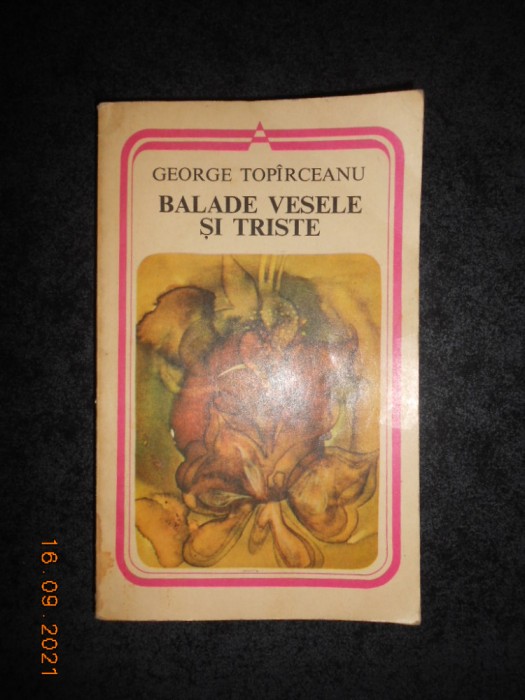 GEORGE TOPÎRCEANU
BALADE VESELE
ȘI TRISTE
16.09.2021